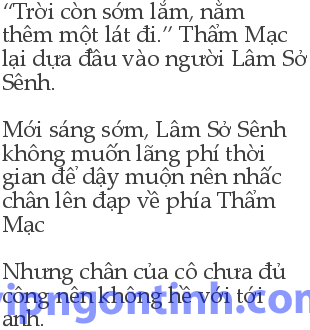 “Trời còn sớm lắm, nằm
thêm một lát đi.” Thẩm Mạc
lại dựa đầu vào người Lâm Sở
Sênh.
Mới sáng sớm, Lâm Sở Sênh
không muốn lãng phí thời
gian để dậy muộn nên nhấc
chân lên đạp về phía Thẩm
Mạc
Nhưng chân của cô chưa đủ
công nên không hề với tới
anh.
vipngontinh.com